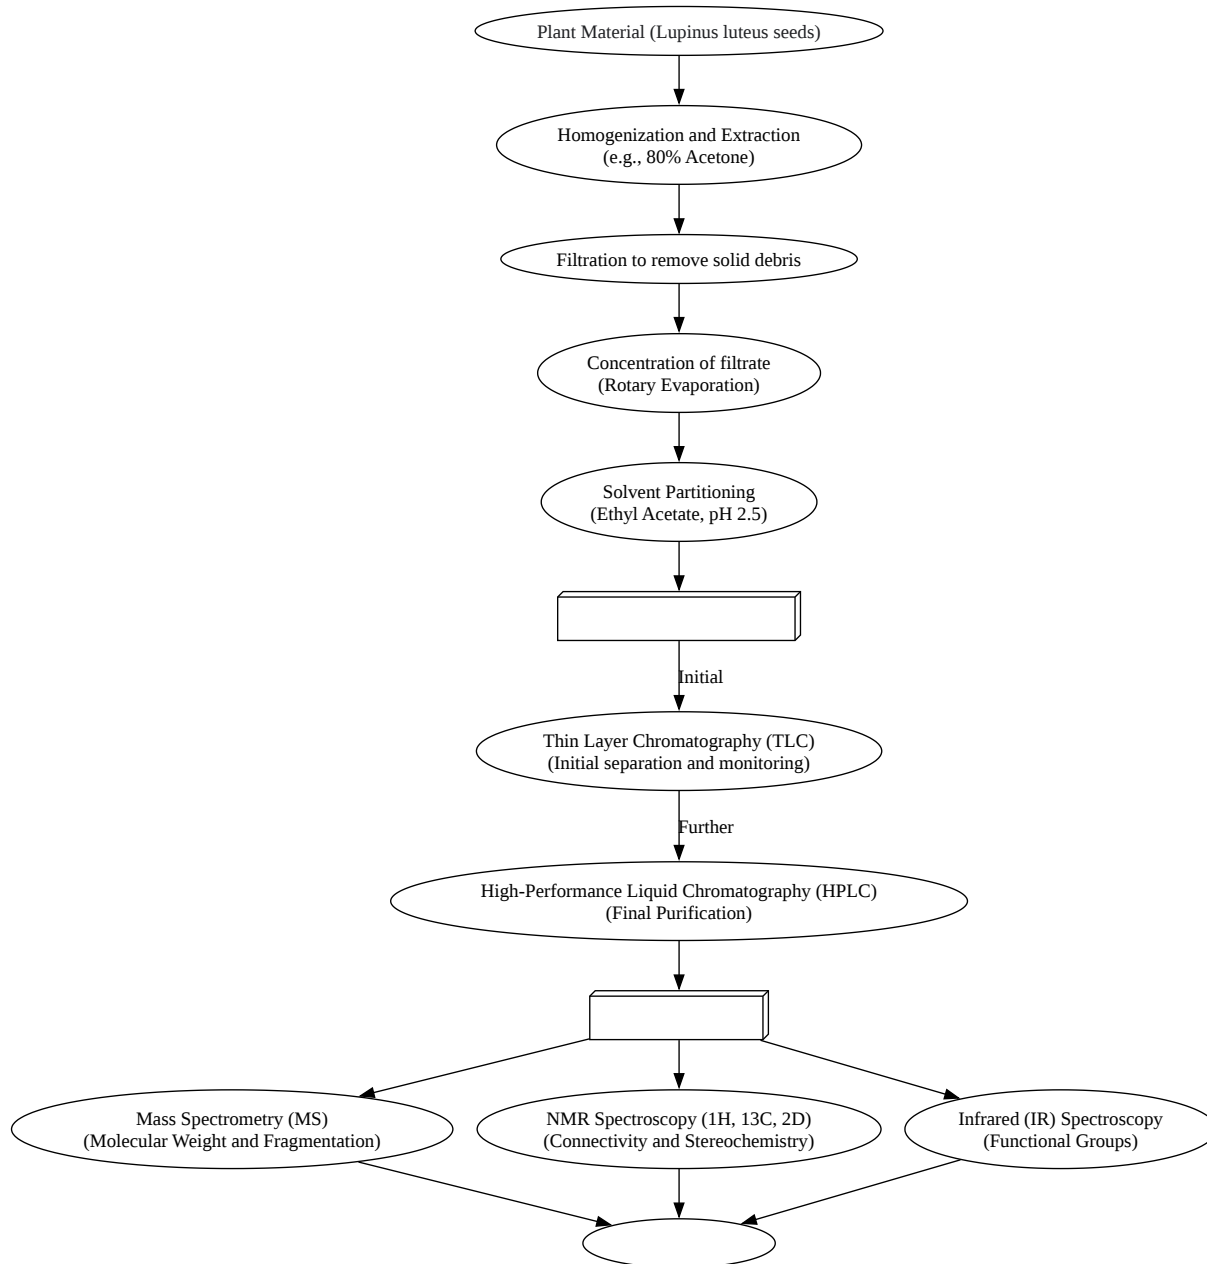 Plant Material (Lupinus luteus seeds)
Homogenization and Extraction
(e.g., 80% Acetone)
Filtration to remove solid debris
Concentration of filtrate
(Rotary Evaporation)
Solvent Partitioning
(Ethyl Acetate, pH 2.5)
Initial
Thin Layer Chromatography (TLC)
(Initial separation and monitoring)
Further
High-Performance Liquid Chromatography (HPLC)
(Final Purification)
Mass Spectrometry (MS)
(Molecular Weight and Fragmentation)
NMR Spectroscopy (1H, 13C, 2D)
(Connectivity and Stereochemistry)
Infrared (IR) Spectroscopy
(Functional Groups)